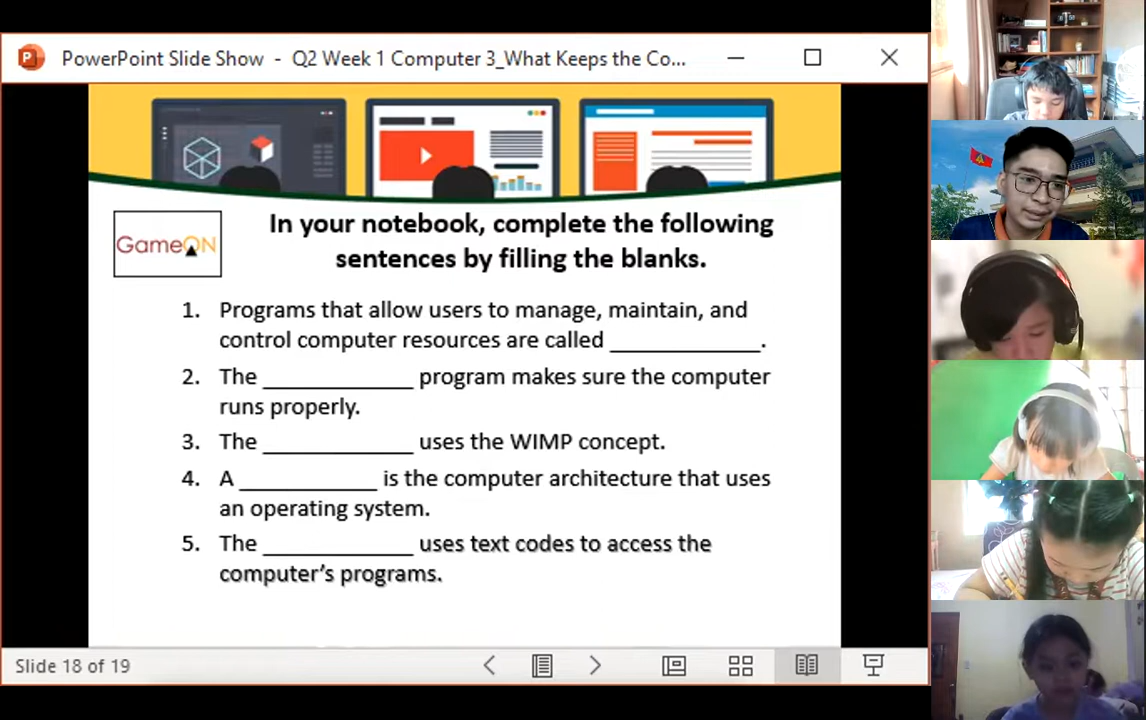 PowerPoint Slide Show - Q2 Week 1 Computer 3_What Keeps the Co...
GameON
In your notebook, complete the following
sentences by filling the blanks.
1. Programs that allow users to manage, maintain, and
control computer resources are called _____________.
2. The _____________ program makes sure the computer
runs properly.
3. The _____________ uses the WIMP concept.
4. A ____________ is the computer architecture that uses
an operating system.
5. The _____________ uses text codes to access the
computer's programs.
Slide 18 of 19